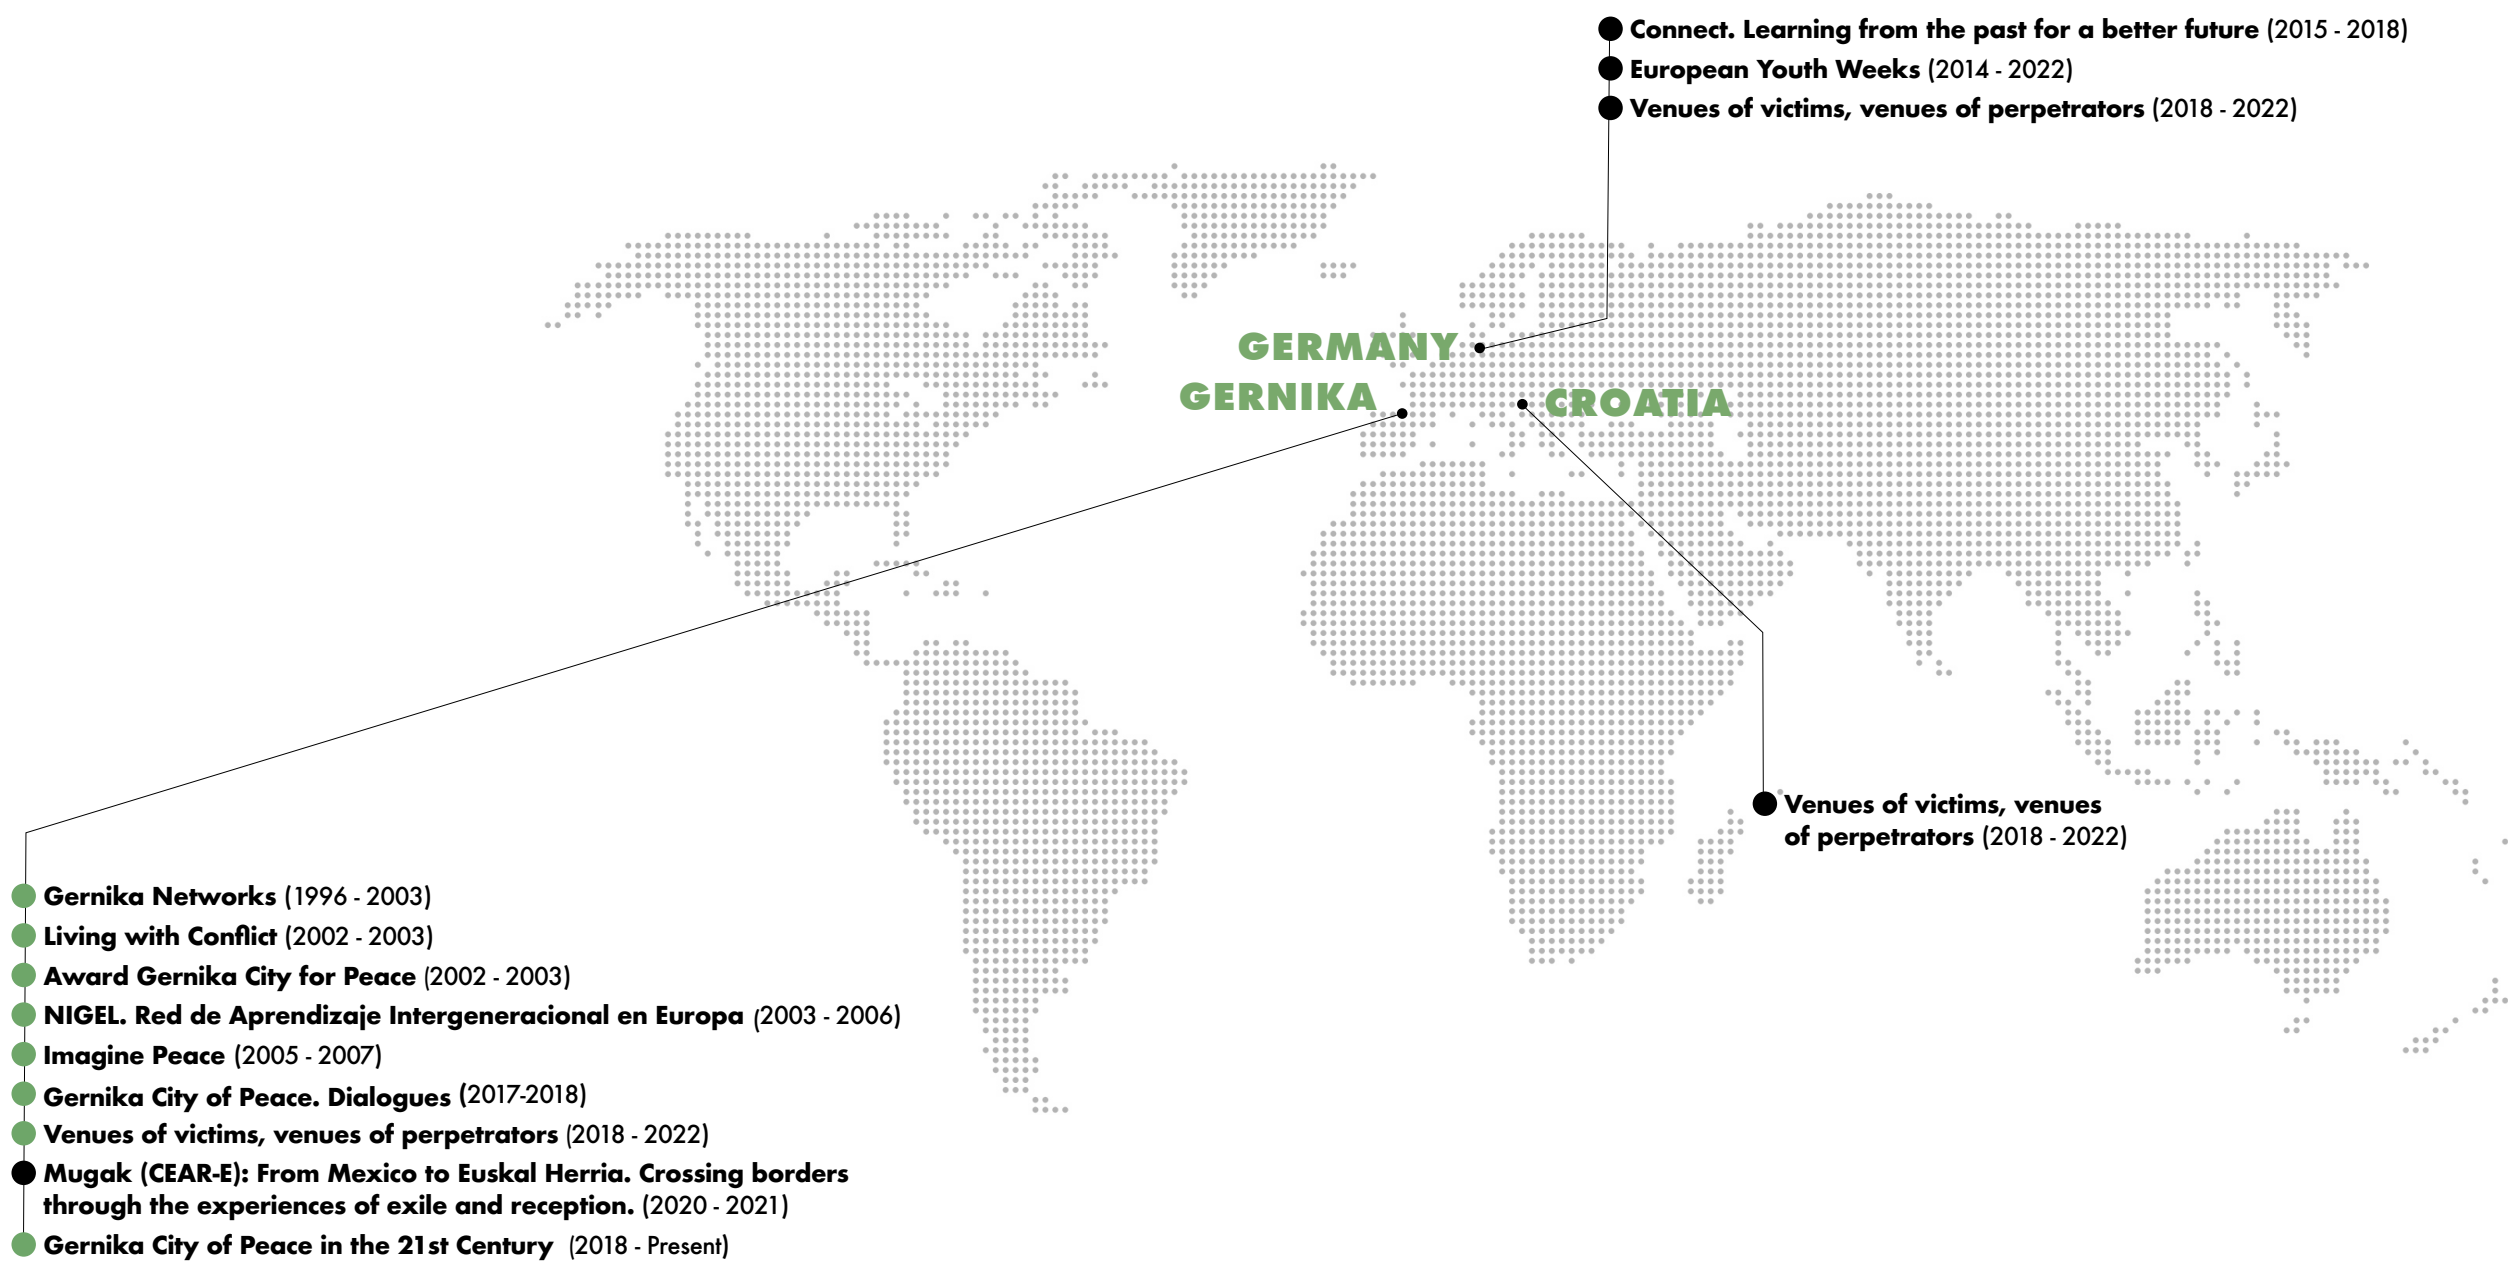 Connect. Learning from the past for a better future (2015 - 2018)
European Youth Weeks (2014 - 2022)
Venues of victims, venues of perpetrators (2018 - 2022)
GERMANY
GERNIKA
CROATIA
Venues of victims, venues
of perpetrators (2018 - 2022)
Gernika Networks (1996 - 2003)
Living with Conflict (2002 - 2003)
Award Gernika City for Peace (2002 - 2003)
NIGEL. Red de Aprendizaje Intergeneracional en Europa (2003 - 2006)
Imagine Peace (2005 - 2007)
Gernika City of Peace. Dialogues (2017-2018)
Venues of victims, venues of perpetrators (2018 - 2022)
Mugak (CEAR-E): From Mexico to Euskal Herria. Crossing borders
through the experiences of exile and reception. (2020 - 2021)
Gernika City of Peace in the 21st Century (2018 - Present)